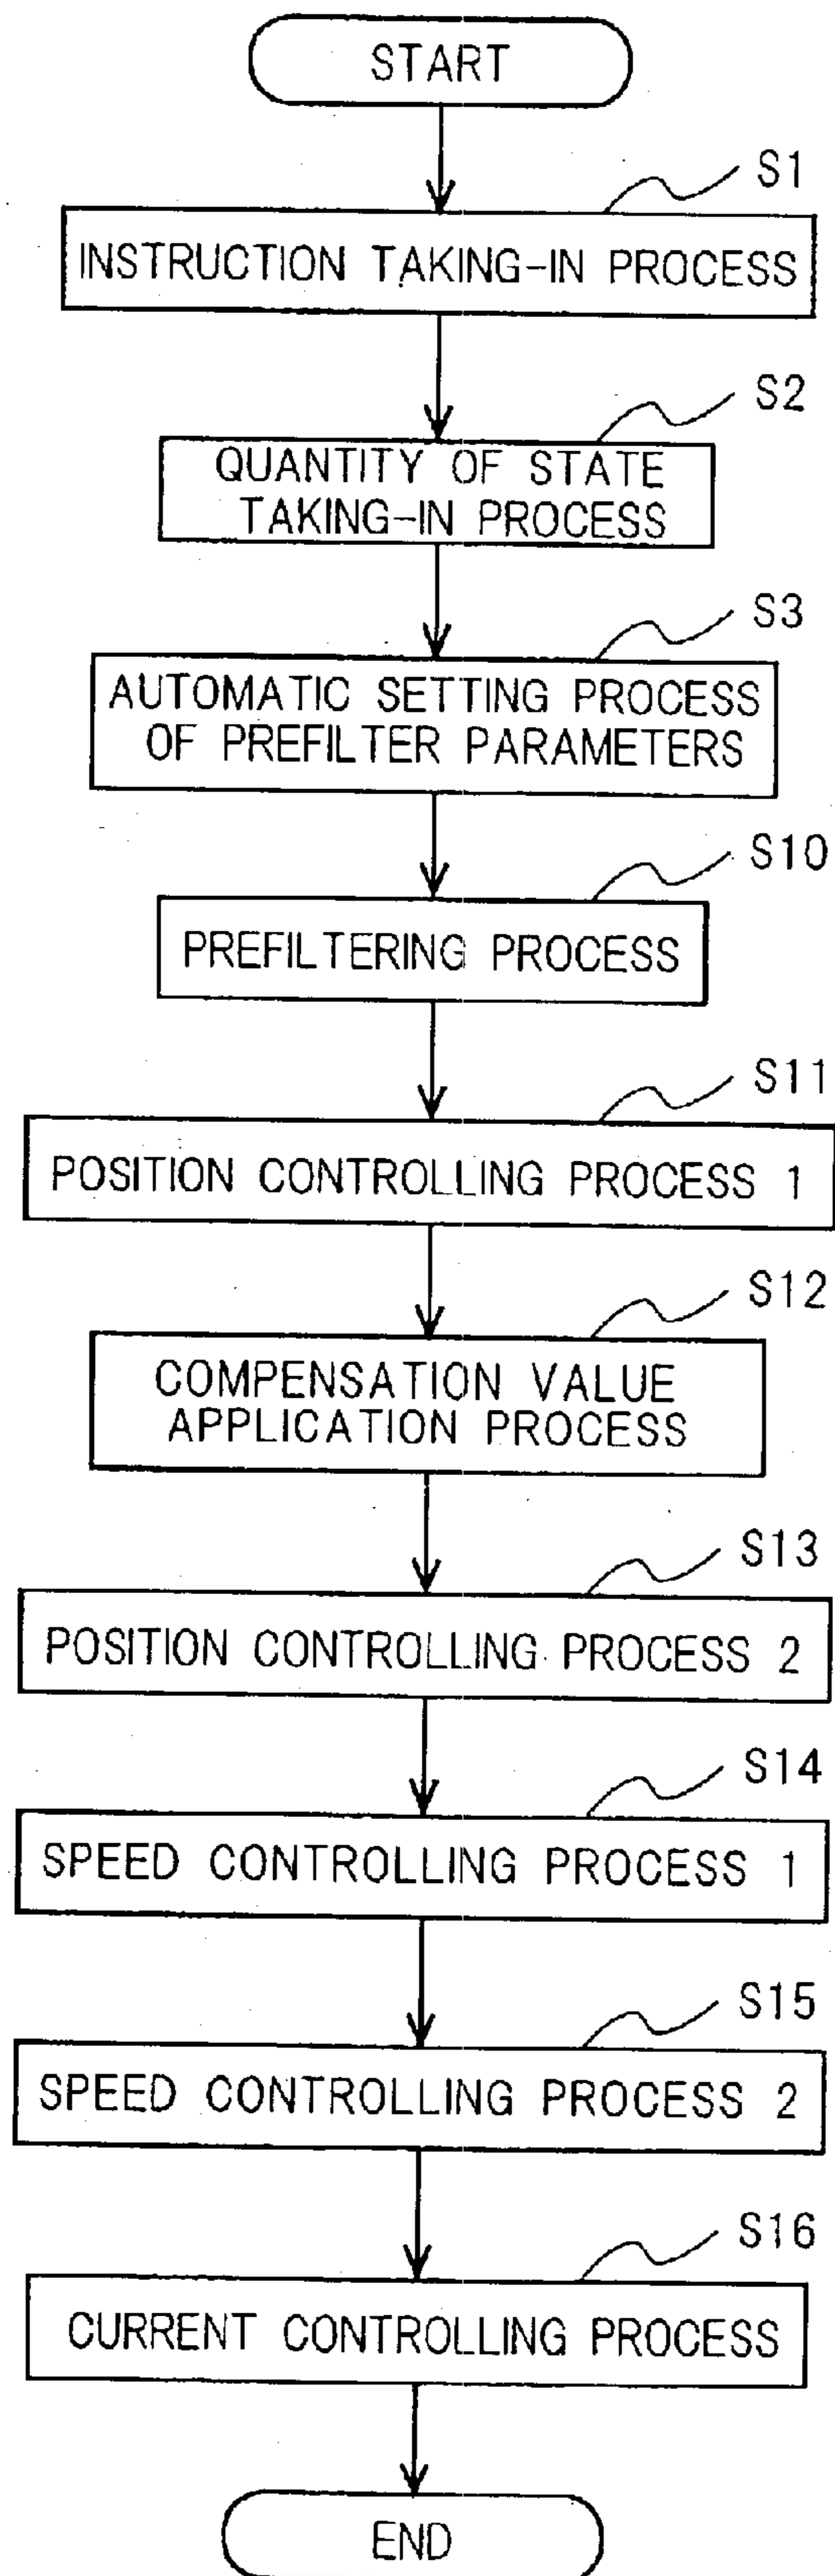 START
S1
INSTRUCTION TAKING-IN PROCESS
S2
QUANTITY OF STATE
TAKING-IN PROCESS
S3
AUTOMATIC SETTING PROCESS
OF PREFILTER PARAMETERS
S10
PREFILTERING PROCESS
S11
POSITION CONTROLLING PROCESS 1
S12
COMPENSATION VALUE
APPLICATION PROCESS
S13
POSITION CONTROLLING PROCESS 2
S14
SPEED CONTROLLING PROCESS 1
S15
SPEED CONTROLLING PROCESS 2
S16
CURRENT CONTROLLING PROCESS
END